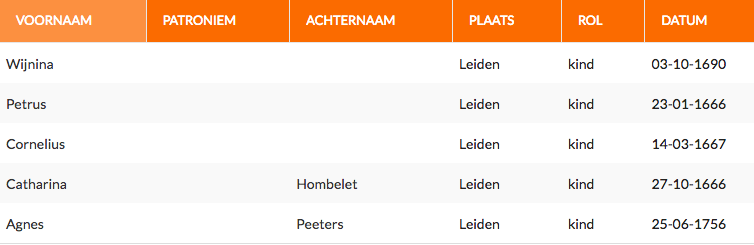 VOORNAAM PATRONIEM ACHTERNAAM PLAATS ROL DATUM
Wijnina Leiden kind 03-10-1690
Petrus Leiden kind 23-01-1666
Cornelius Leiden kind 14-03-1667
Catharina Hombelet Leiden kind 27-10-1666
Agnes Peeters Leiden kind 25-06-1756